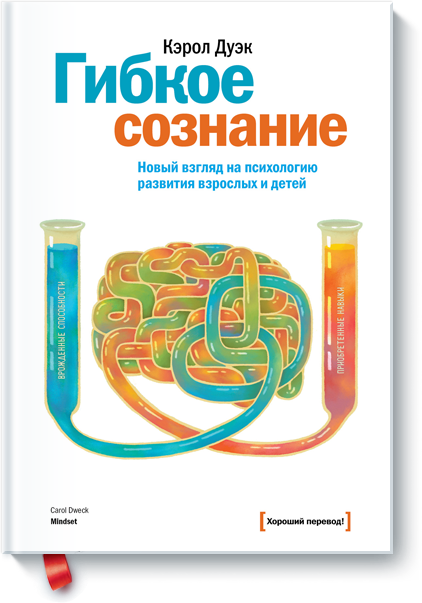 Кэрол Дуэк
Гибкое
сознание
Новый взгляд на психологию
развития взрослых и детей
ВРОЖДЕННЫЕ СПОСОБНОСТИ
ПРИОБРЕТЕННЫЕ НАВЫКИ
Carol Dweck
Mindset
[Хороший перевод!]